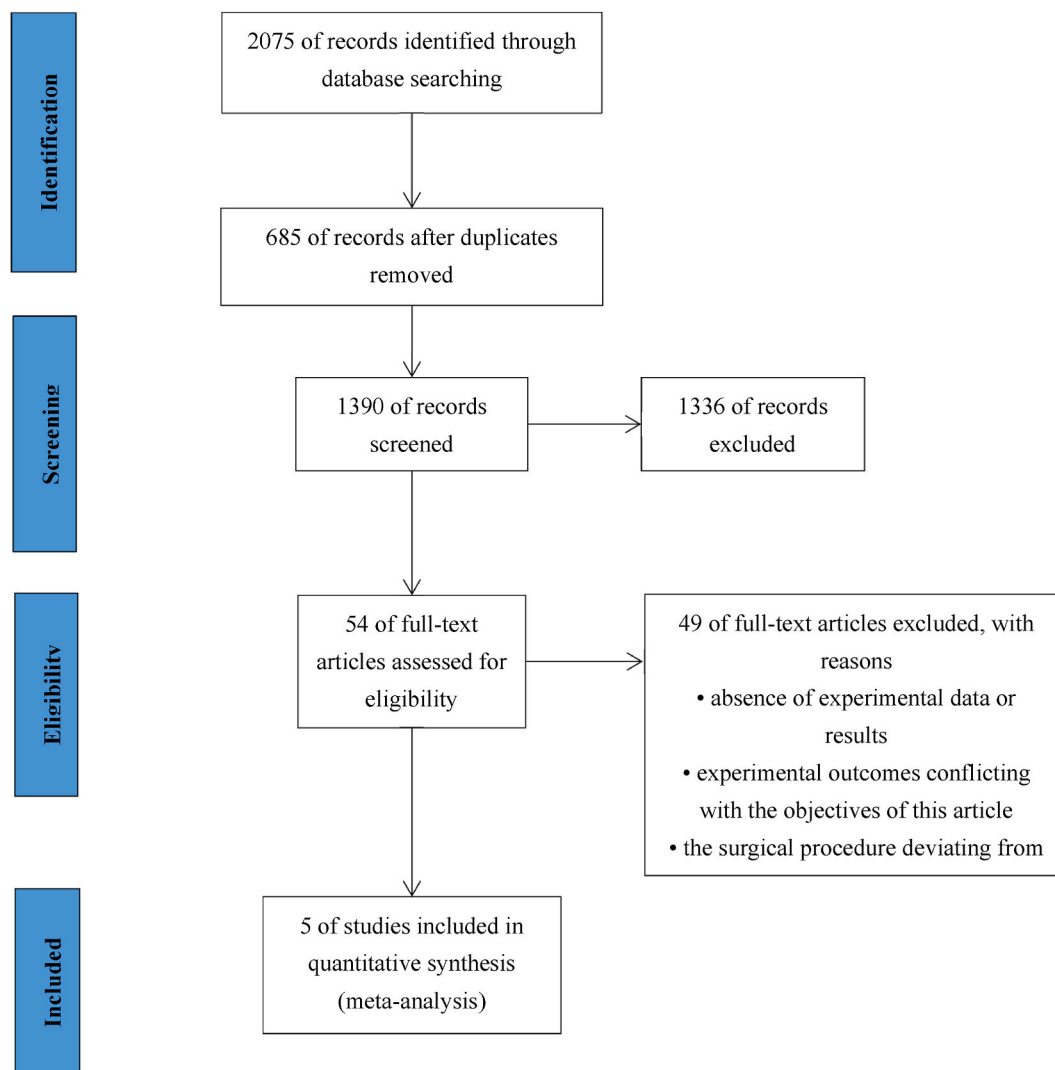 Identification
2075 of records identified through
database searching
685 of records after duplicates
removed
Screening
1390 of records
screened
1336 of records
excluded
Eligibility
54 of full-text
articles assessed for
eligibility
49 of full-text articles excluded, with
reasons
• absence of experimental data or
results
• experimental outcomes conflicting
with the objectives of this article
• the surgical procedure deviating from
Included
5 of studies included in
quantitative synthesis
(meta-analysis)